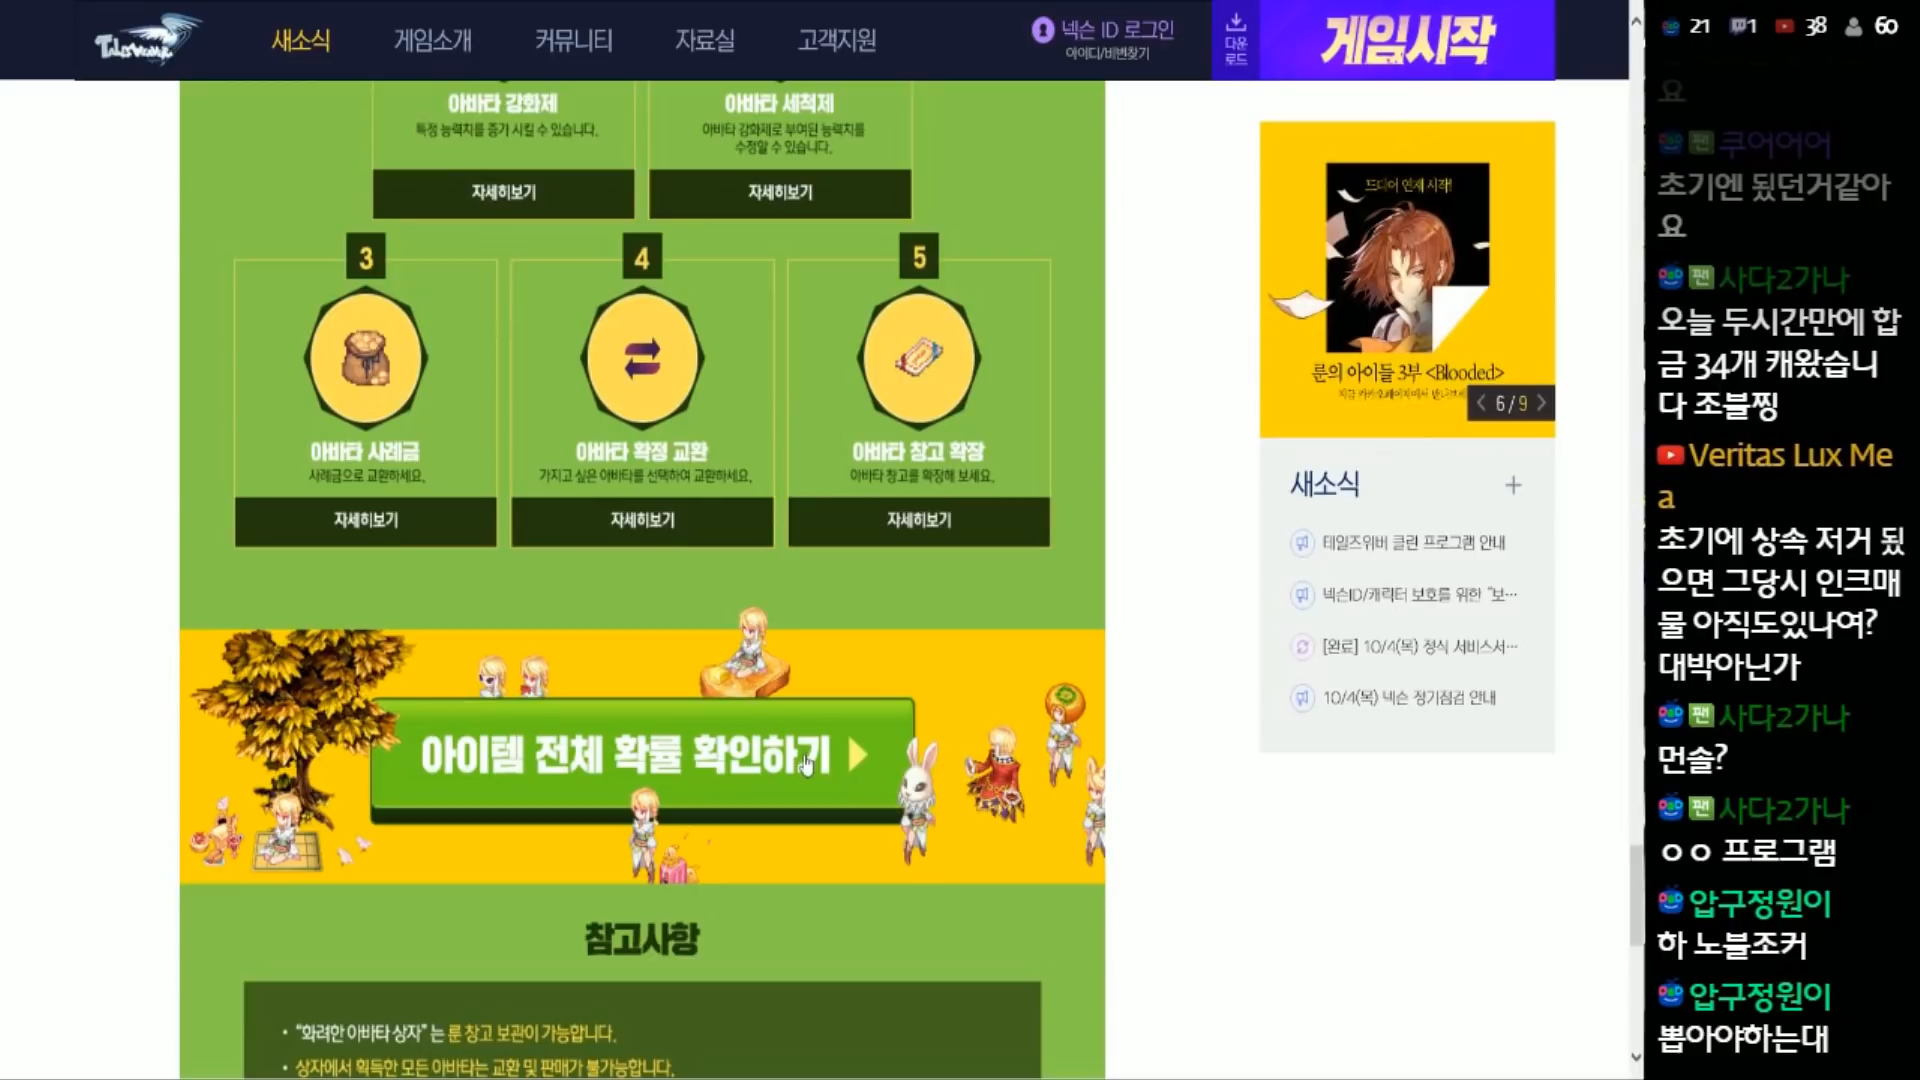 TalesWeaver
새소식
게임소개
커뮤니티
자료실
고객지원
넥슨 ID 로그인
아이디/비번찾기
다운
로드
게임시작
아바타 강화제
특정 능력치를 증가 시킬 수 있습니다.
자세히보기
아바타 세척제
아바타 강화제로 부여된 능력치를
수정할 수 있습니다.
자세히보기
3
아바타 사례금
사례금으로 교환하세요.
자세히보기
4
아바타 확정 교환
가지고 싶은 아바타를 선택하여 교환하세요.
자세히보기
5
아바타 창고 확장
아바타 창고를 확장해 보세요.
자세히보기
아이템 전체 확률 확인하기
참고사항
• "화려한 아바타 상자" 는 룬 창고 보관이 가능합니다.
• 상자에서 획득한 모든 아바타는 교환 및 판매가 불가능합니다.
드디어 연재 시작!
룬의 아이들 3부 <Blooded>
6/9
새소식
+
테일즈위버 클린 프로그램 안내
넥슨ID/캐릭터 보호를 위한 "보…
[완료] 10/4(목) 정식 서비스서…
10/4(목) 넥슨 정기점검 안내
21 1 38 60
요
팬 쿠어어어
초기엔 됬던거같아
요
팬 사다2가나
오늘 두시간만에 합
금 34개 캐왔습니
다 조블찡
Veritas Lux Me
a
초기에 상속 저거 됬
으면 그당시 인크매
물 아직도있나여?
대박아닌가
팬 사다2가나
먼솔?
팬 사다2가나
ㅇㅇ 프로그램
압구정원이
하 노블조커
압구정원이
뽑아야하는대